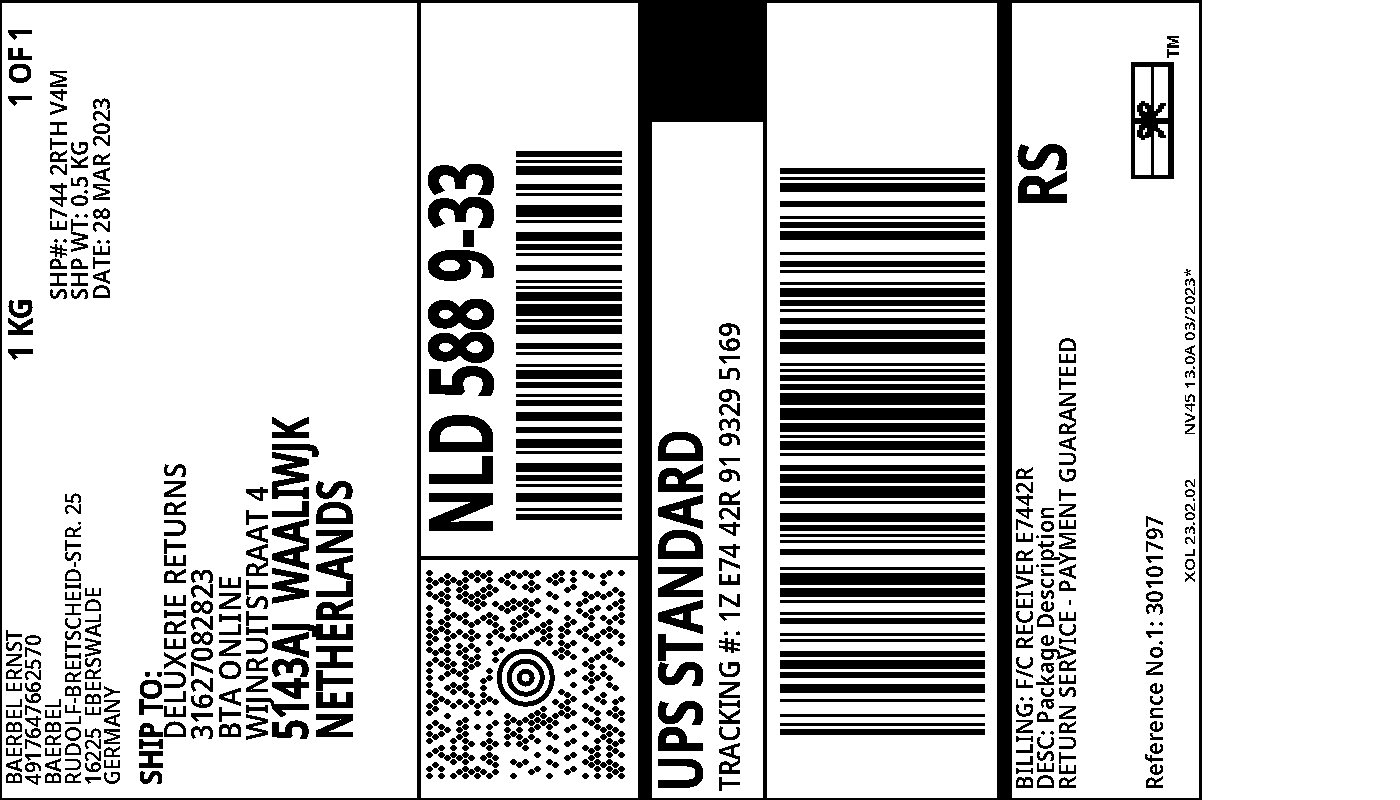 BAERBEL ERNST
4917647662570
BAERBEL
RUDOLF-BREITSCHEID-STR. 25
16225 EBERSWALDE
GERMANY
1 KG
1 OF 1
SHP#: E744 2RTH V4M
SHP WT: 0.5 KG
DATE: 28 MAR 2023
SHIP TO:
DELUXERIE RETURNS
31627082823
BTA ONLINE
WIJNRUITSTRAAT 4
5143AJ WAALIWJK
NETHERLANDS
NLD 588 9-33
UPS STANDARD
TRACKING #: 1Z E74 42R 91 9329 5169
BILLING: F/C RECEIVER E7442R
DESC: Package Description
RETURN SERVICE - PAYMENT GUARANTEED
RS
Reference No.1: 30101797
XOL 23.02.02
NV45 13.0A 03/2023*
TM